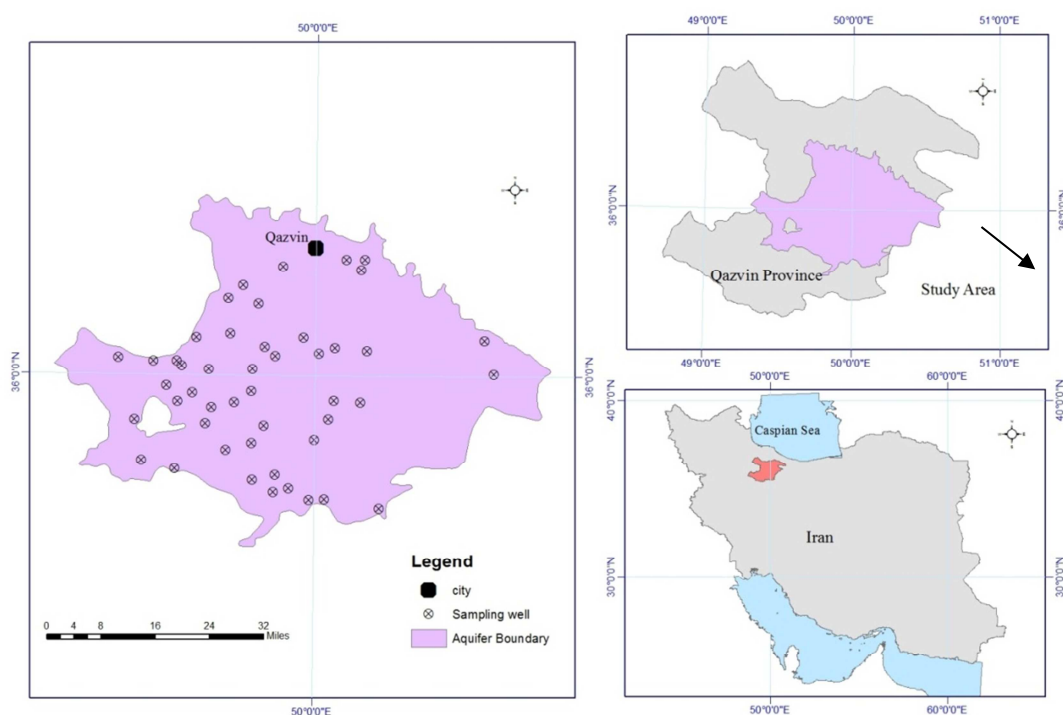 50°0'0"E
36°0'0"N
36°0'0"N
Qazvin
Legend
city
Sampling well
Aquifer Boundary
0 4 8 16 24 32
Miles
50°0'0"E
49°0'0"E 50°0'0"E 51°0'0"E
36°0'0"N
36°0'0"N
Qazvin Province
Study Area
49°0'0"E 50°0'0"E 51°0'0"E
50°0'0"E 60°0'0"E
40°0'0"N
40°0'0"N
Caspian Sea
Iran
30°0'0"N
30°0'0"N
50°0'0"E 60°0'0"E